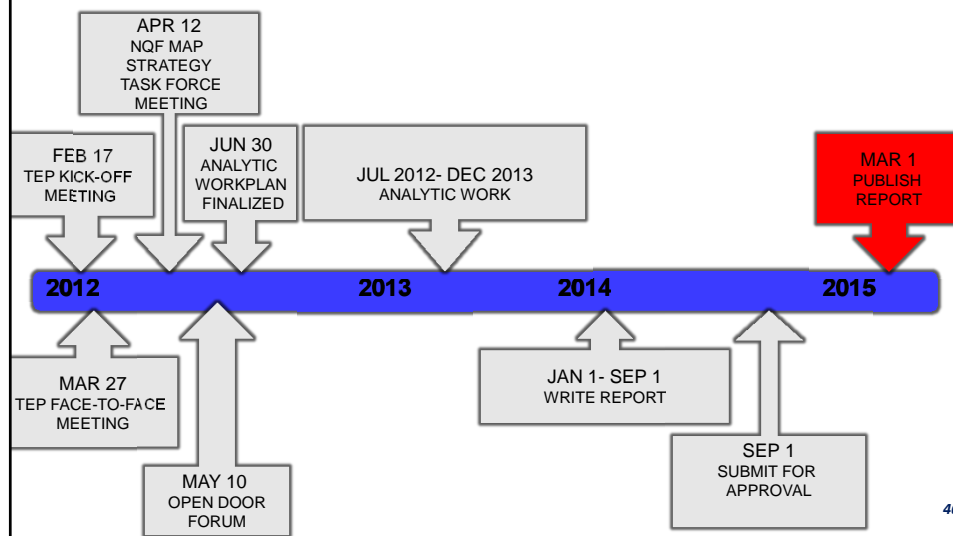 APR 12
NQF MAP
STRATEGY
TASK FORCE
MEETING
FEB 17
TEP KICK-OFF
MEETING
JUN 30
ANALYTIC
WORKPLAN
FINALIZED
JUL 2012- DEC 2013
ANALYTIC WORK
MAR 1
PUBLISH
REPORT
2012 2013 2014 2015
MAR 27
TEP FACE-TO-FACE
MEETING
MAY 10
OPEN DOOR
FORUM
JAN 1- SEP 1
WRITE REPORT
SEP 1
SUBMIT FOR
APPROVAL